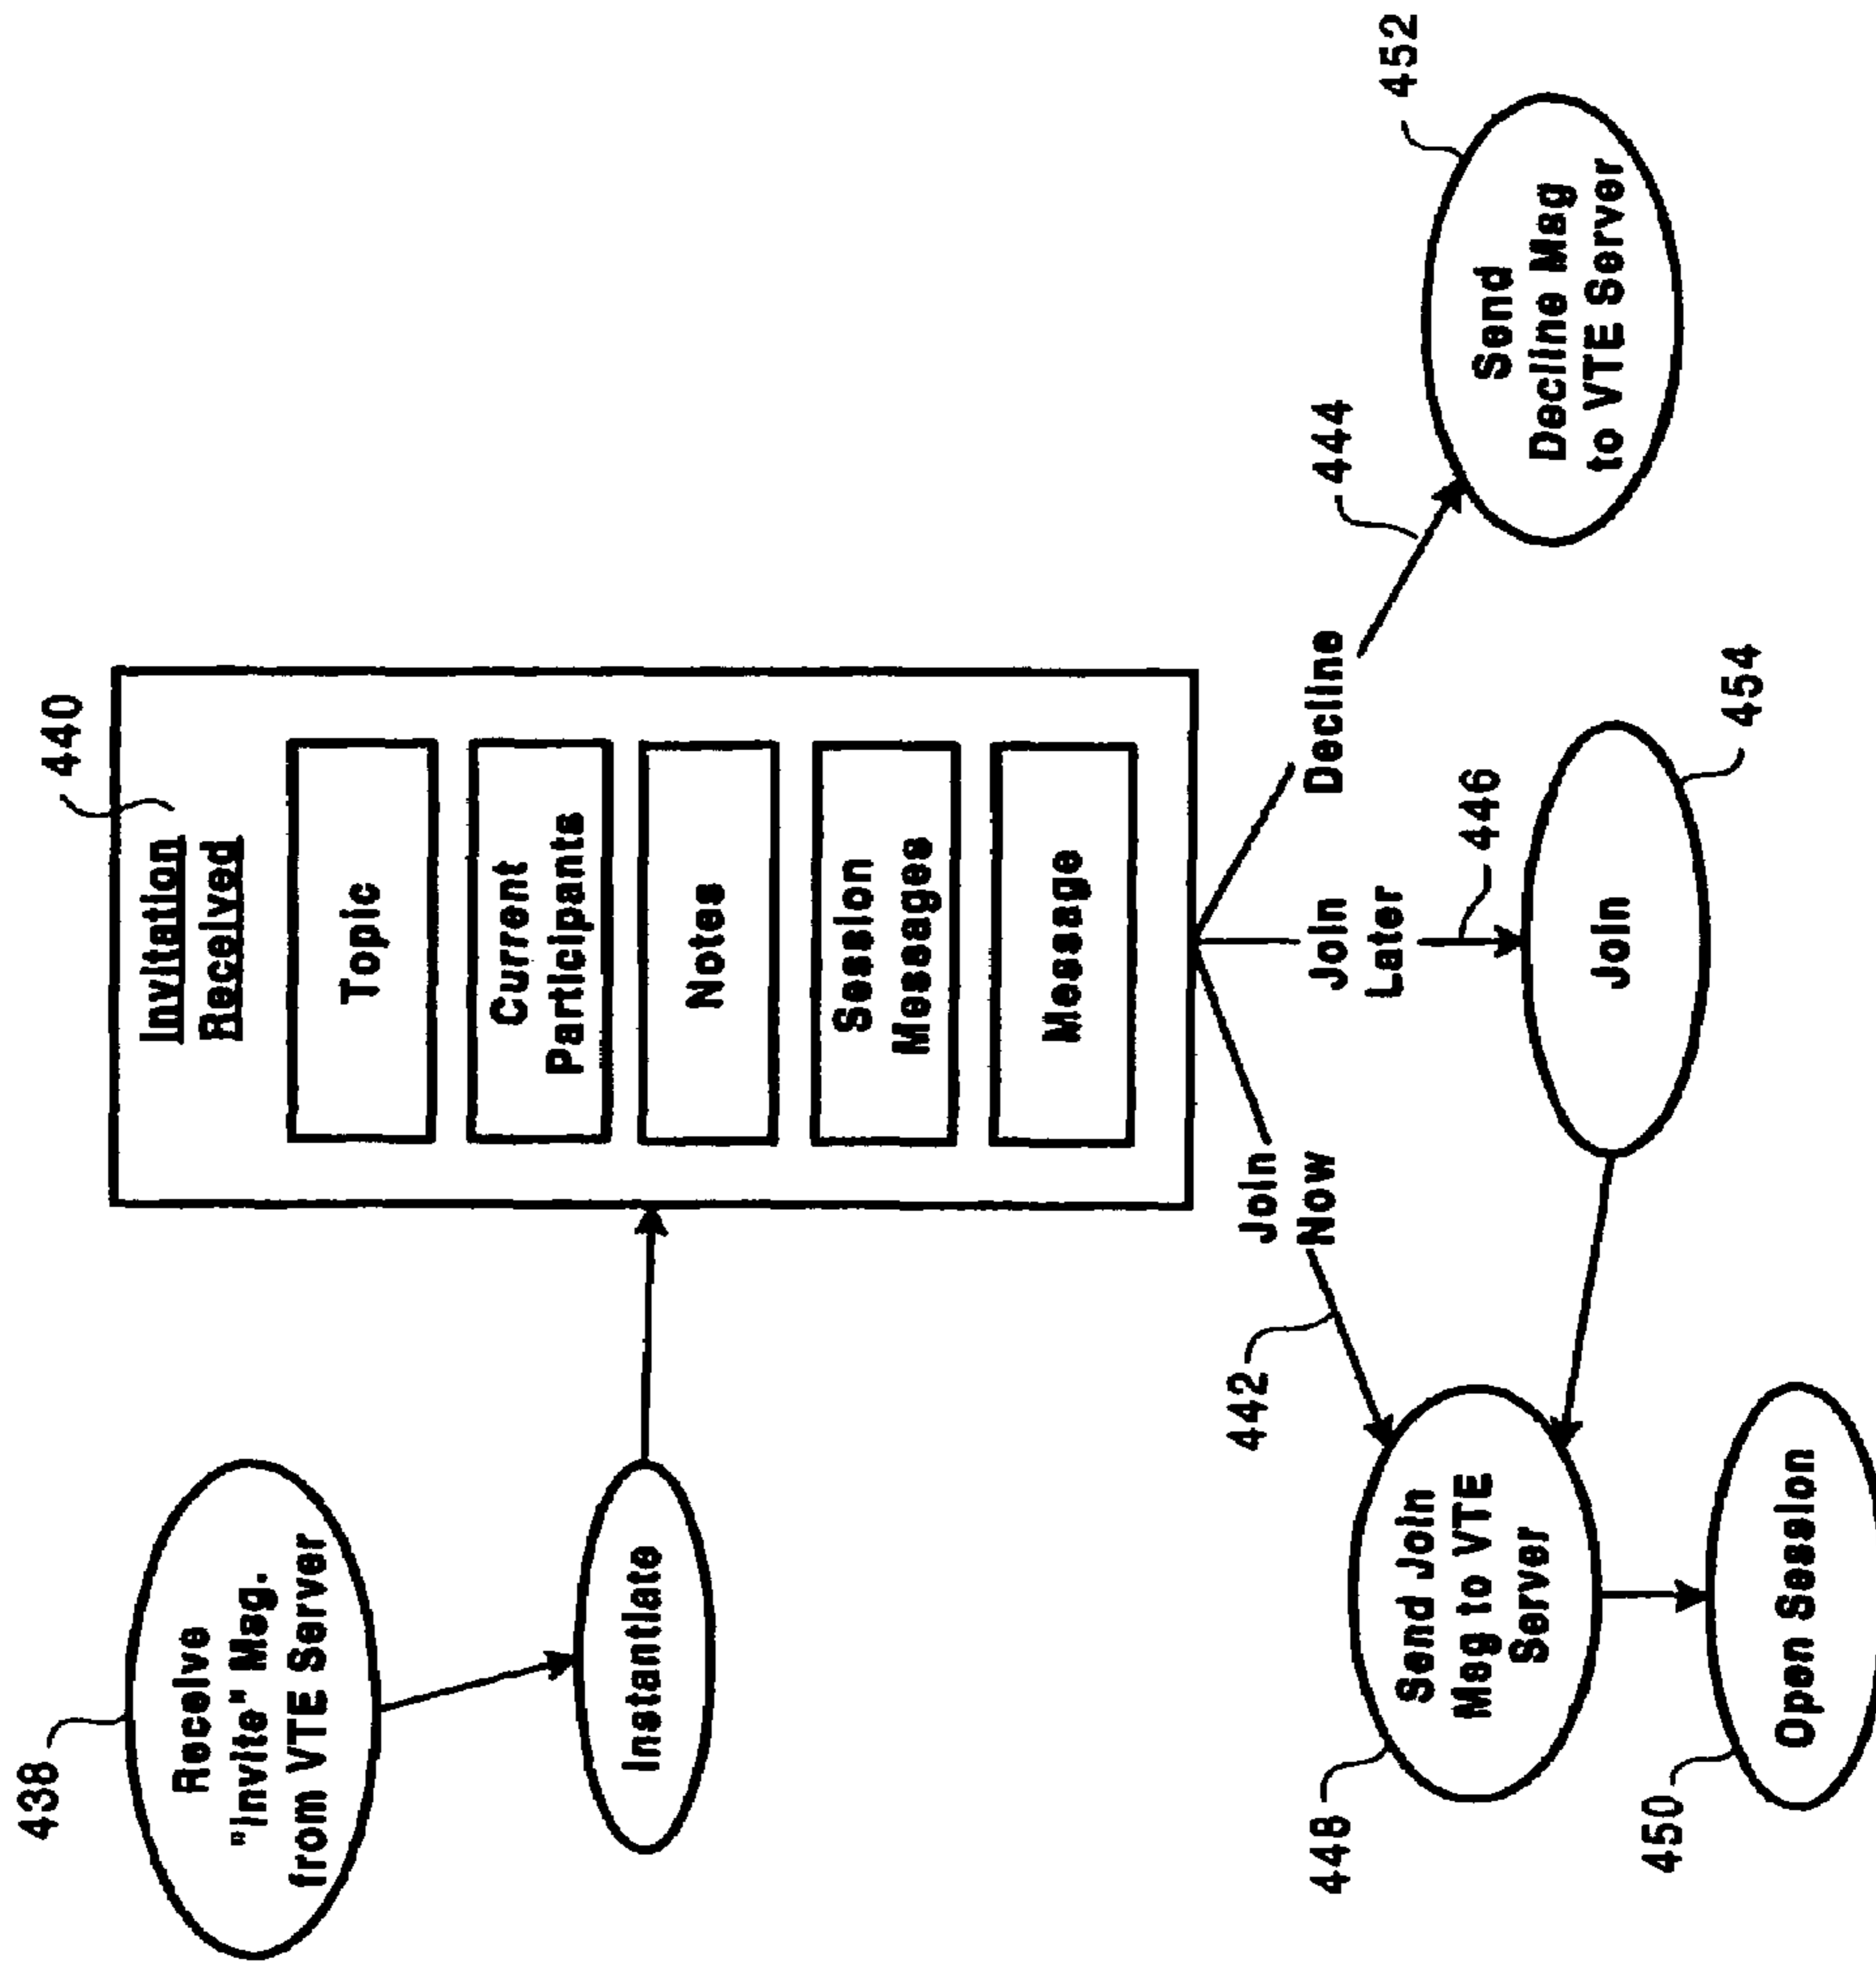 438
Receive
"Invite" Msg.
from VTE Server
Instantiate
440
Invitation
Received
Topic
Current
Participants
Notes
Session
Messages
Message
Join
Now
442
Join
Later
446
Decline
444
448
Send Join
Msg to VTE
Server
450
Open Session
Join
454
452
Send
Decline Msg
to VTE Server